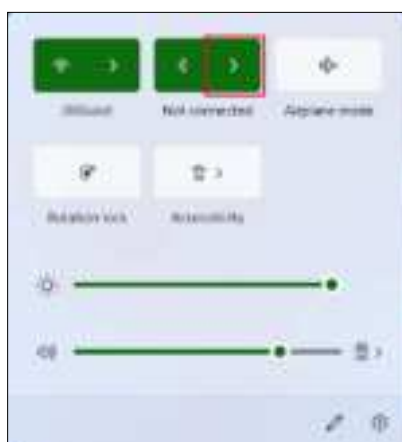 Not connected
Airplane mode
Rotation lock
Accessibility